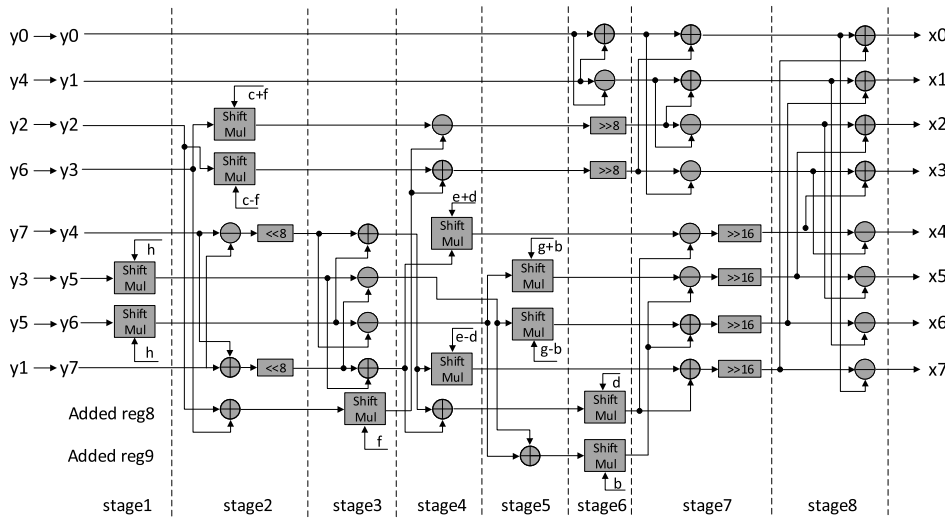 y0 y0 x0
y4 y1 x1
c+f
y2 y2 Shift Mul >>8 x2
y6 y3 Shift Mul >>8 x3
c-f
e+d
y7 y4 <<8 Shift Mul >>16 x4
h g+b
y3 y5 Shift Mul Shift Mul >>16 x5
y5 y6 Shift Mul Shift Mul >>16 x6
h e-d g-b
y1 y7 <<8 Shift Mul >>16 x7
d
Added reg8 Shift Mul Shift Mul
f
Added reg9 Shift Mul
b
stage1 stage2 stage3 stage4 stage5 stage6 stage7 stage8